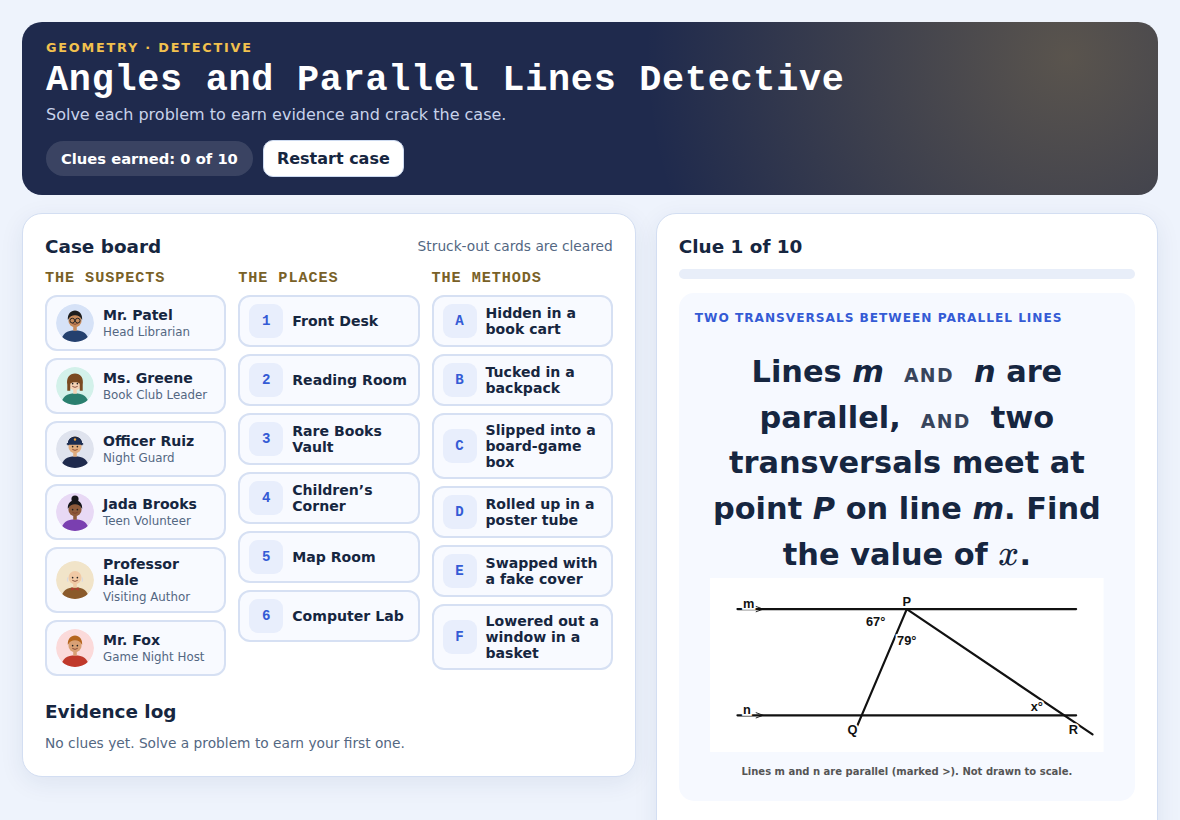 GEOMETRY · DETECTIVE
Angles and Parallel Lines Detective
Solve each problem to earn evidence and crack the case.
Clues earned: 0 of 10
Restart case
Case board
Struck-out cards are cleared
THE SUSPECTS
Mr. Patel
Head Librarian
Ms. Greene
Book Club Leader
Officer Ruiz
Night Guard
Jada Brooks
Teen Volunteer
Professor
Hale
Visiting Author
Mr. Fox
Game Night Host
THE PLACES
1 Front Desk
2 Reading Room
3 Rare Books
Vault
4 Children’s
Corner
5 Map Room
6 Computer Lab
THE METHODS
A Hidden in a
book cart
B Tucked in a
backpack
C Slipped into a
board-game
box
D Rolled up in a
poster tube
E Swapped with
a fake cover
F Lowered out a
window in a
basket
Evidence log
No clues yet. Solve a problem to earn your first one.
Clue 1 of 10
TWO TRANSVERSALS BETWEEN PARALLEL LINES
Lines m AND n are
parallel, AND two
transversals meet at
point P on line m. Find
the value of x.
m
P
67°
79°
n
x°
Q
R
Lines m and n are parallel (marked >). Not drawn to scale.